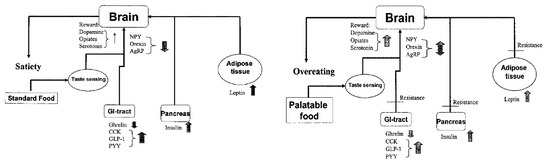 Brain
Reward:
Dopamine
Opiates
Serotonin
NPY
Orexin
AgRP
Satiety
Taste sensing
Standard Food
Adipose
tissue
Leptin
GI-tract
Ghrelin
CCK
GLP-1
PYY
Pancreas
Insulin
Brain
Reward:
Dopamine
Opiates
Serotonin
NPY
Orexin
AgRP
Resistance
Overeating
Taste sensing
Palatable
food
Adipose
tissue
Leptin
Resistance
Resistance
GI-tract
Ghrelin
CCK
GLP-1
PYY
Pancreas
Insulin